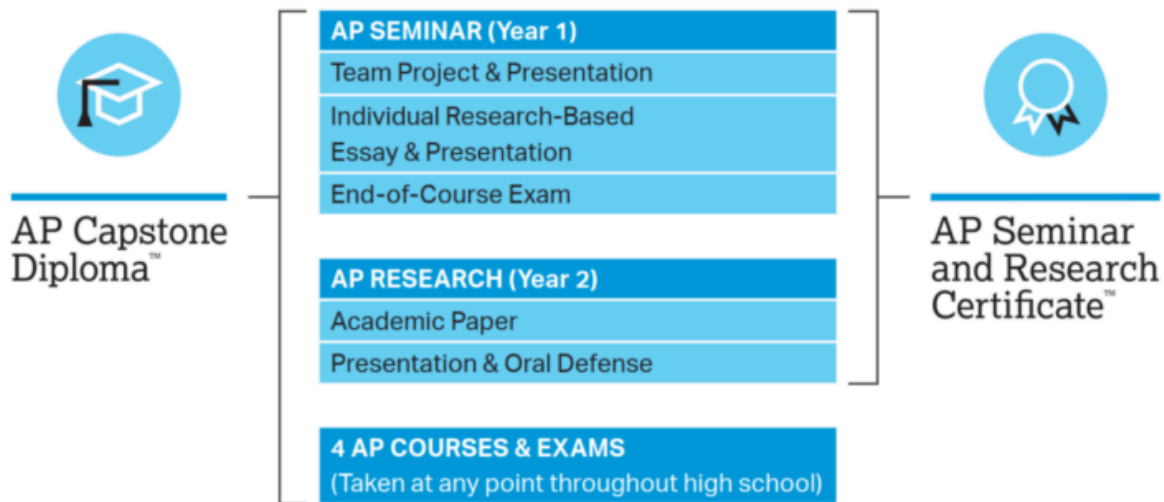 AP Capstone
Diploma™
AP SEMINAR (Year 1)
Team Project & Presentation
Individual Research-Based
Essay & Presentation
End-of-Course Exam
AP RESEARCH (Year 2)
Academic Paper
Presentation & Oral Defense
4 AP COURSES & EXAMS
(Taken at any point throughout high school)
AP Seminar
and Research
Certificate™